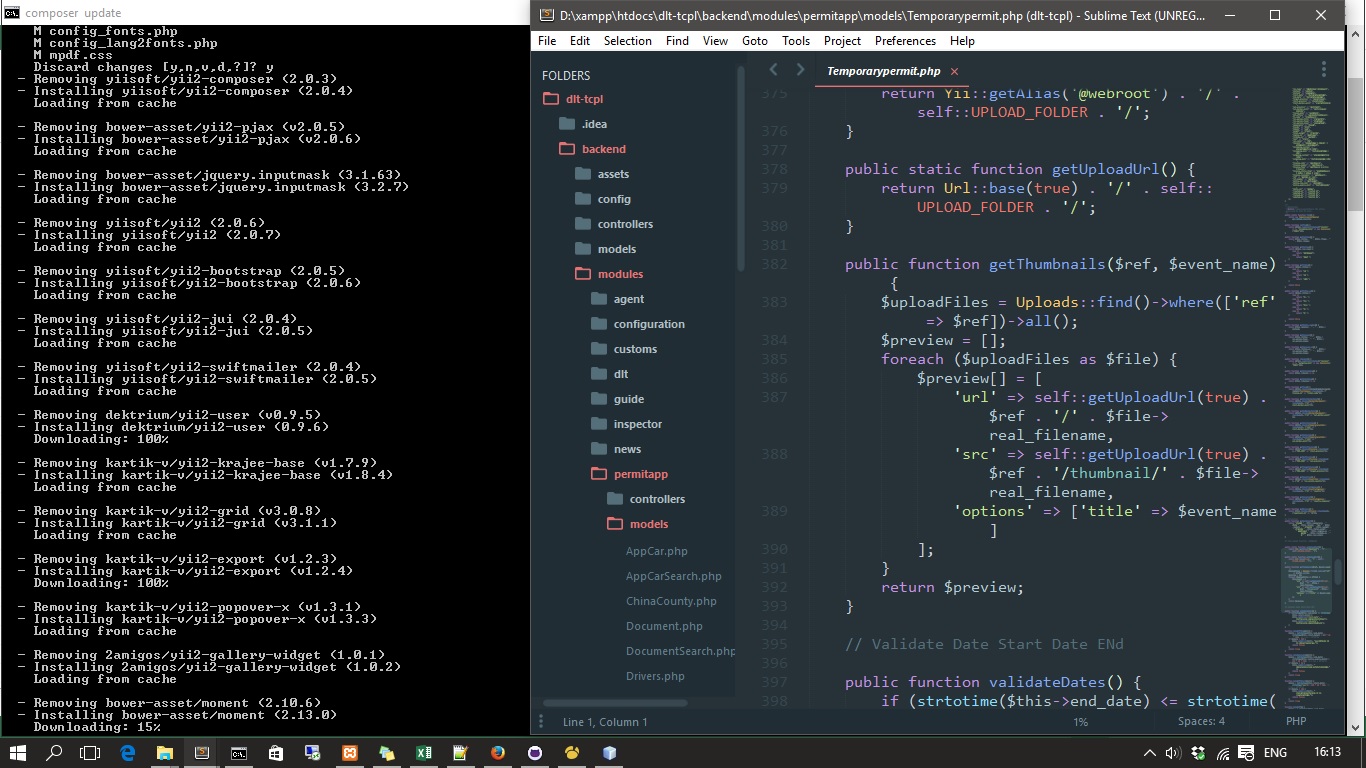 composer update
M config_fonts.php
M config_lang2fonts.php
M mpdf.css
Discard changes [y,n,v,d,?]? y
- Removing yiisoft/yii2-composer (2.0.3)
- Installing yiisoft/yii2-composer (2.0.4)
Loading from cache
- Removing bower-asset/yii2-pjax (v2.0.5)
- Installing bower-asset/yii2-pjax (v2.0.6)
Loading from cache
- Removing bower-asset/jquery.inputmask (3.1.63)
- Installing bower-asset/jquery.inputmask (3.2.7)
Loading from cache
- Removing yiisoft/yii2 (2.0.6)
- Installing yiisoft/yii2 (2.0.7)
Loading from cache
- Removing yiisoft/yii2-bootstrap (2.0.5)
- Installing yiisoft/yii2-bootstrap (2.0.6)
Loading from cache
- Removing yiisoft/yii2-jui (2.0.4)
- Installing yiisoft/yii2-jui (2.0.5)
Loading from cache
- Removing yiisoft/yii2-swiftmailer (2.0.4)
- Installing yiisoft/yii2-swiftmailer (2.0.5)
Loading from cache
- Removing dektrium/yii2-user (v0.9.5)
- Installing dektrium/yii2-user (0.9.6)
Downloading: 100%
- Removing kartik-v/yii2-krajee-base (v1.7.9)
- Installing kartik-v/yii2-krajee-base (v1.8.4)
Loading from cache
- Removing kartik-v/yii2-grid (v3.0.8)
- Installing kartik-v/yii2-grid (v3.1.1)
Loading from cache
- Removing kartik-v/yii2-export (v1.2.3)
- Installing kartik-v/yii2-export (v1.2.4)
Downloading: 100%
- Removing kartik-v/yii2-popover-x (v1.3.1)
- Installing kartik-v/yii2-popover-x (v1.3.3)
Loading from cache
- Removing 2amigos/yii2-gallery-widget (1.0.1)
- Installing 2amigos/yii2-gallery-widget (1.0.2)
Loading from cache
- Removing bower-asset/moment (2.10.6)
- Installing bower-asset/moment (2.13.0)
Downloading: 15%
D:\xampp\htdocs\dlt-tcpl\backend\modules\permitapp\models\Temporarypermit.php (dlt-tcpl) - Sublime Text (UNREG...
File Edit Selection Find View Goto Tools Project Preferences Help
FOLDERS
dlt-tcpl
.idea
backend
assets
config
controllers
models
modules
agent
configuration
customs
dlt
guide
inspector
news
permitapp
controllers
models
AppCar.php
AppCarSearch.php
ChinaCounty.php
Document.php
DocumentSearch.php
Drivers.php
Temporarypermit.php
375 return Yii::getAlias('@webroot') . '/' .
self::UPLOAD_FOLDER . '/';
376 }
377
378 public static function getUploadUrl() {
379 return Url::base(true) . '/' . self::
UPLOAD_FOLDER . '/';
380 }
381
382 public function getThumbnails($ref, $event_name)
{
383 $uploadFiles = Uploads::find()->where(['ref'
=> $ref])->all();
384 $preview = [];
385 foreach ($uploadFiles as $file) {
386 $preview[] = [
387 'url' => self::getUploadUrl(true) .
$ref . '/' . $file->
real_filename,
388 'src' => self::getUploadUrl(true) .
$ref . '/thumbnail/' . $file->
real_filename,
389 'options' => ['title' => $event_name
]
390 ];
391 }
392 return $preview;
393 }
394
395 // Validate Date Start Date ENd
396
397 public function validateDates() {
398 if (strtotime($this->end_date) <= strtotime(
Line 1, Column 1
1%
Spaces: 4
PHP
ENG
16:13